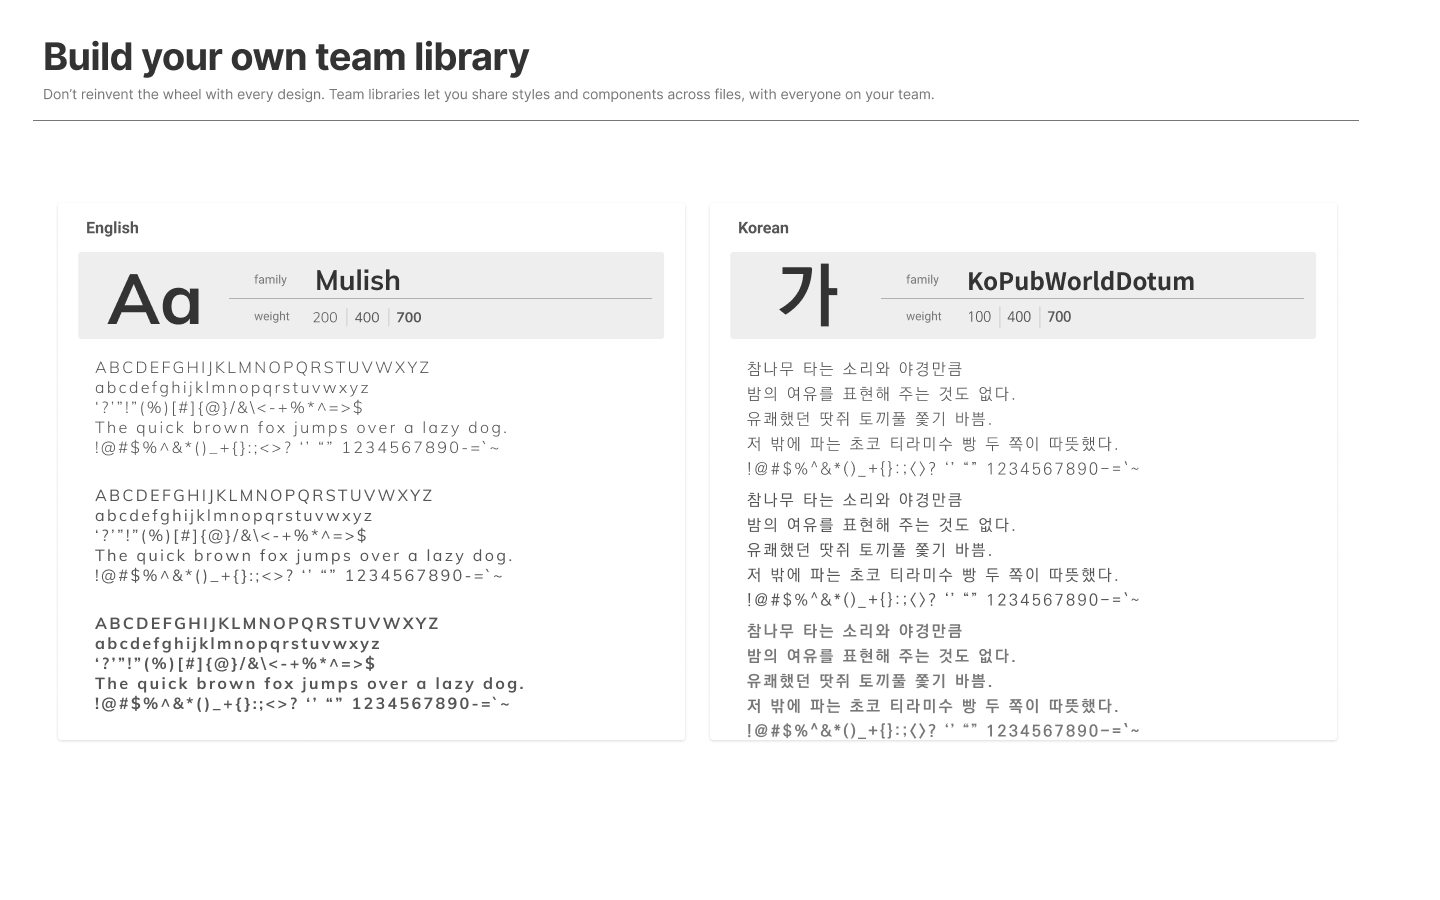 Build your own team library
Don’t reinvent the wheel with every design. Team libraries let you share styles and components across files, with everyone on your team.
English
Aa
family Mulish
weight 200 400 700
ABCDEFGHIJKLMNOPQRSTUVWXYZ
abcdefghijklmnopqrstuvwxyz
‘?’”!”(%)[#]{@}/&\<-+%*^=>$
The quick brown fox jumps over a lazy dog.
!@#$%^&*()_+{}:;<>? ‘’ “” 1234567890-=`~
ABCDEFGHIJKLMNOPQRSTUVWXYZ
abcdefghijklmnopqrstuvwxyz
‘?’”!”(%)[#]{@}/&\<-+%*^=>$
The quick brown fox jumps over a lazy dog.
!@#$%^&*()_+{}:;<>? ‘’ “” 1234567890-=`~
ABCDEFGHIJKLMNOPQRSTUVWXYZ
abcdefghijklmnopqrstuvwxyz
‘?’”!”(%)[#]{@}/&\<-+%*^=>$
The quick brown fox jumps over a lazy dog.
!@#$%^&*()_+{}:;<>? ‘’ “” 1234567890-=`~
Korean
가
family KoPubWorldDotum
weight 100 400 700
참나무 타는 소리와 야경만큼
밤의 여유를 표현해 주는 것도 없다.
유쾌했던 땃쥐 토끼풀 쫓기 바쁨.
저 밖에 파는 초코 티라미수 빵 두 쪽이 따뜻했다.
!@#$%^&*()_+{}:;<>? ‘’ “” 1234567890-=`~
참나무 타는 소리와 야경만큼
밤의 여유를 표현해 주는 것도 없다.
유쾌했던 땃쥐 토끼풀 쫓기 바쁨.
저 밖에 파는 초코 티라미수 빵 두 쪽이 따뜻했다.
!@#$%^&*()_+{}:;<>? ‘’ “” 1234567890-=`~
참나무 타는 소리와 야경만큼
밤의 여유를 표현해 주는 것도 없다.
유쾌했던 땃쥐 토끼풀 쫓기 바쁨.
저 밖에 파는 초코 티라미수 빵 두 쪽이 따뜻했다.
!@#$%^&*()_+{}:;<>? ‘’ “” 1234567890-=`~